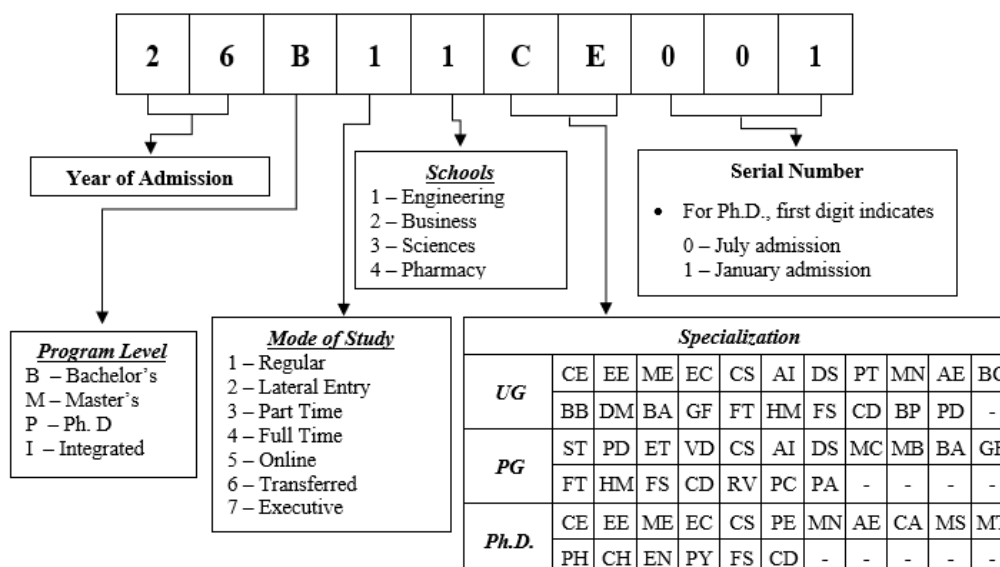 2 6 B 1 1 C E 0 0 1
Year of Admission
Schools
1 – Engineering
2 – Business
3 – Sciences
4 – Pharmacy
Serial Number
• For Ph.D., first digit indicates
0 – July admission
1 – January admission
Program Level
B – Bachelor's
M – Master's
P – Ph. D
I – Integrated
Mode of Study
1 – Regular
2 – Lateral Entry
3 – Part Time
4 – Full Time
5 – Online
6 – Transferred
7 – Executive
Specialization
UG
CE EE ME EC CS AI DS PT MN AE
BB DM BA GF FT HM FS CD BP PD -
PG
ST PD ET VD CS AI DS MC MB BA
FT HM FS CD RV PC PA - - - -
Ph.D.
CE EE ME EC CS PE MN AE CA MS
PH CH EN PY FS CD - - - - -